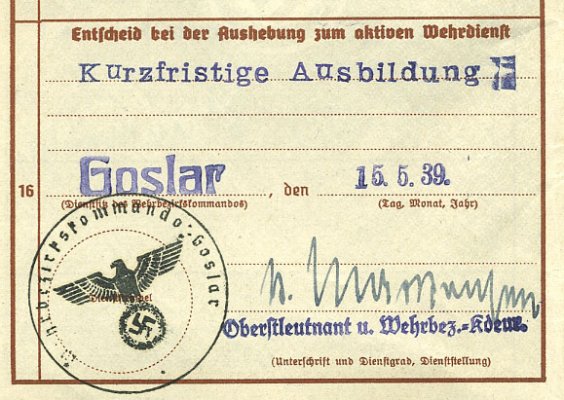 Entscheid bei der Aushebung zum aktiven Wehrdienst
Kurzfristige Ausbildung
16 Goslar, den 15.5.39.
(Dienstsitz des Wehrbezirkskommandos) (Tag, Monat, Jahr)
Wehrbezirkskommando: Goslar
Dienststempel
Oberstleutnant u. Wehrbez.-Kdeur.
(Unterschrift und Dienstgrad, Dienststellung)